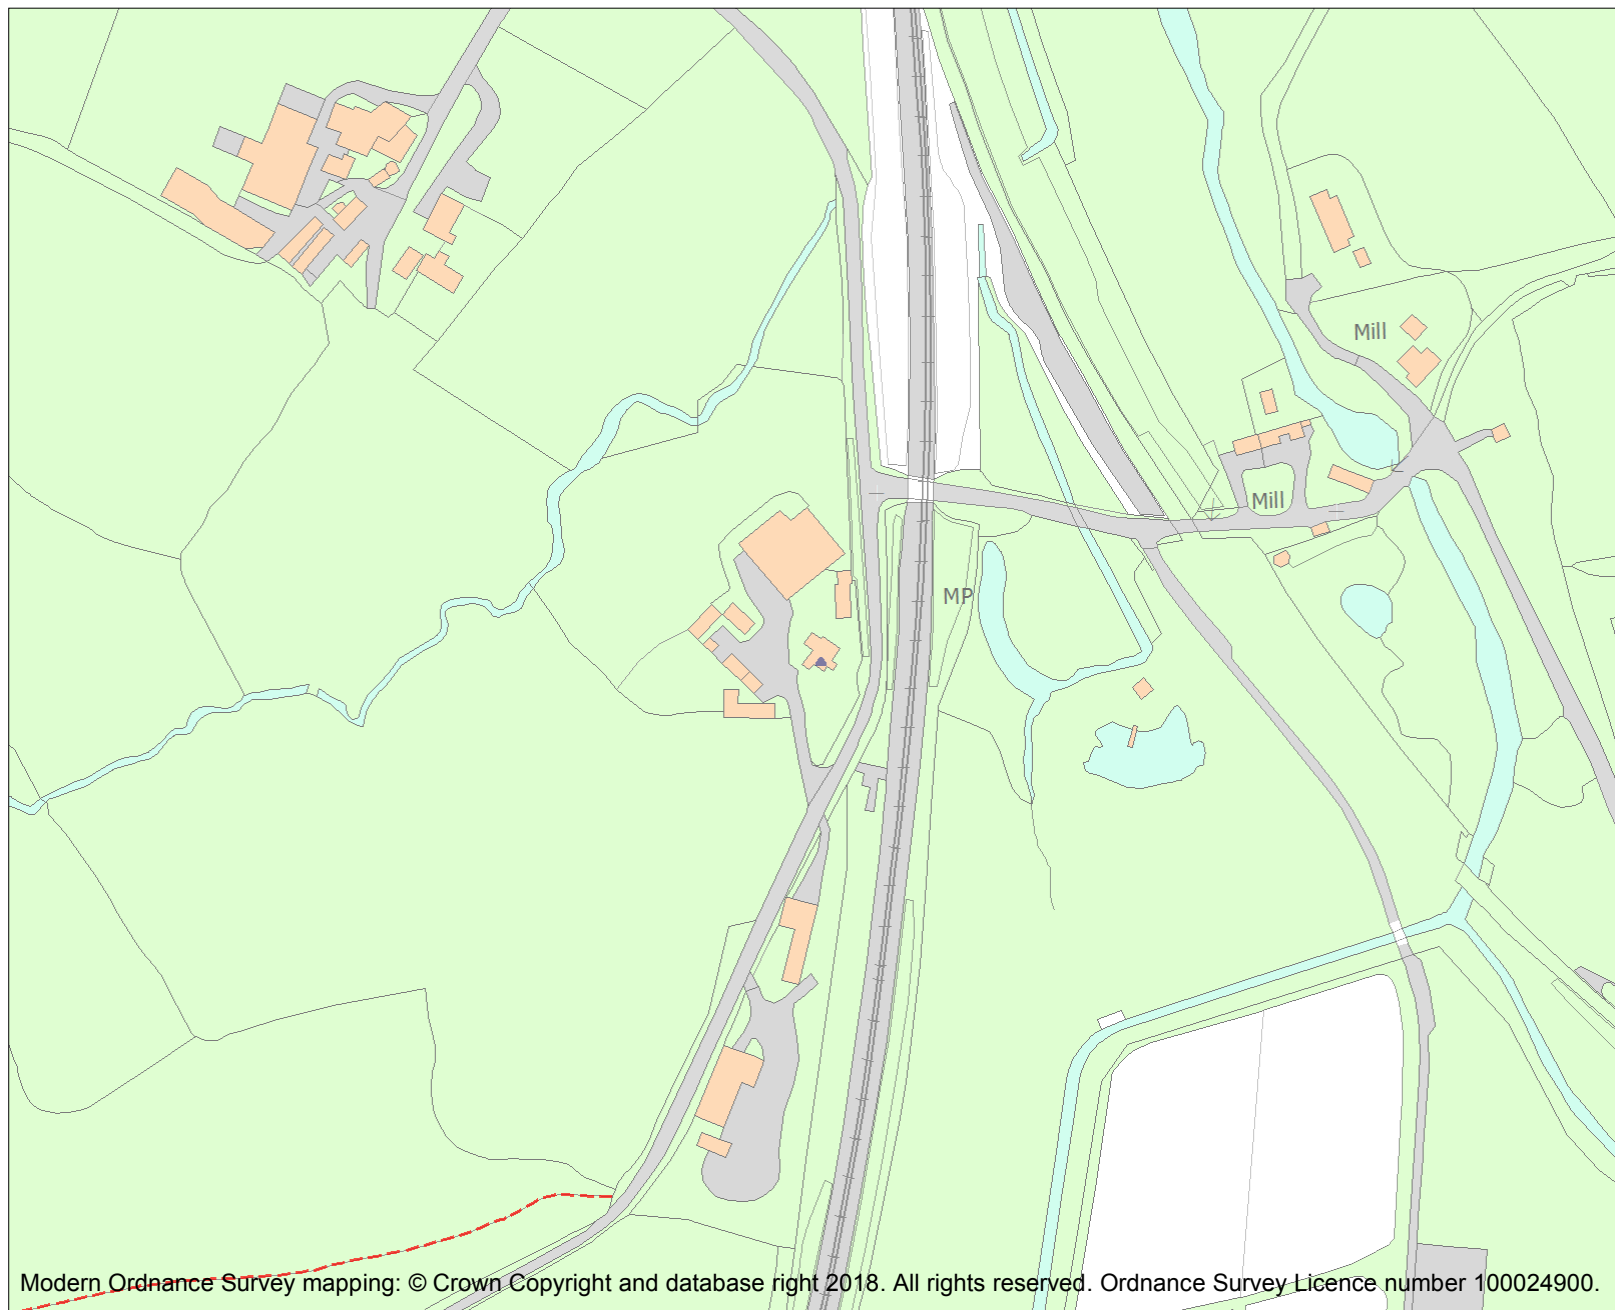 Mill
Mill
MP
Modern Ordnance Survey mapping: © Crown Copyright and database right 2018. All rights reserved. Ordnance Survey Licence number 100024900.